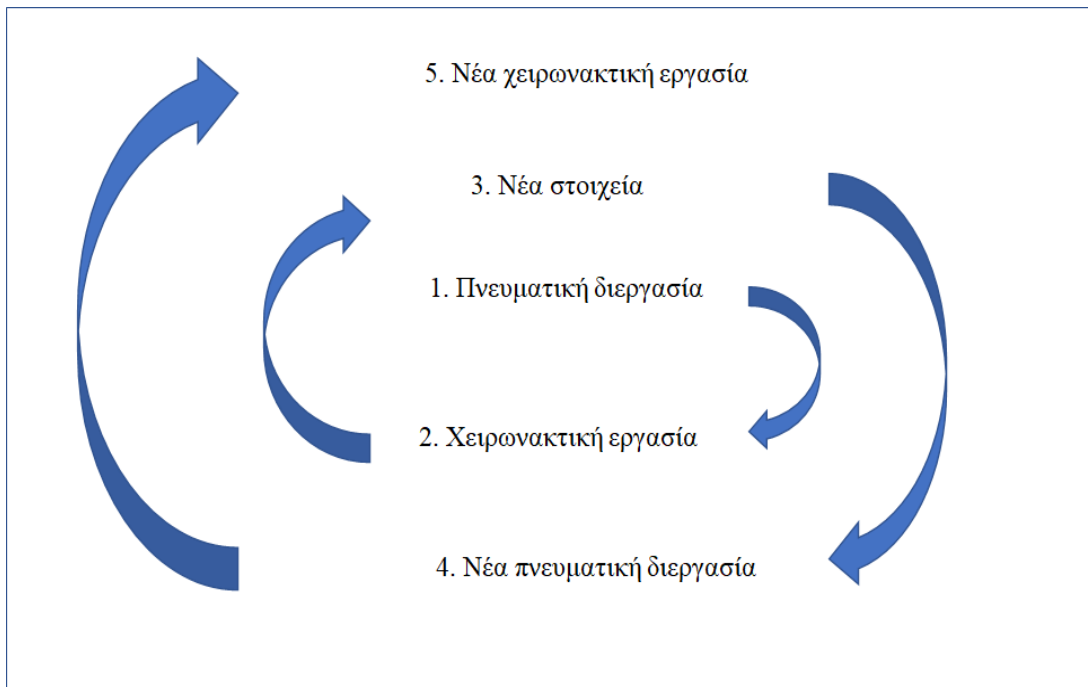 5. Νέα χειρωνακτική εργασία
3. Νέα στοιχεία
1. Πνευματική διεργασία
2. Χειρωνακτική εργασία
4. Νέα πνευματική διεργασία